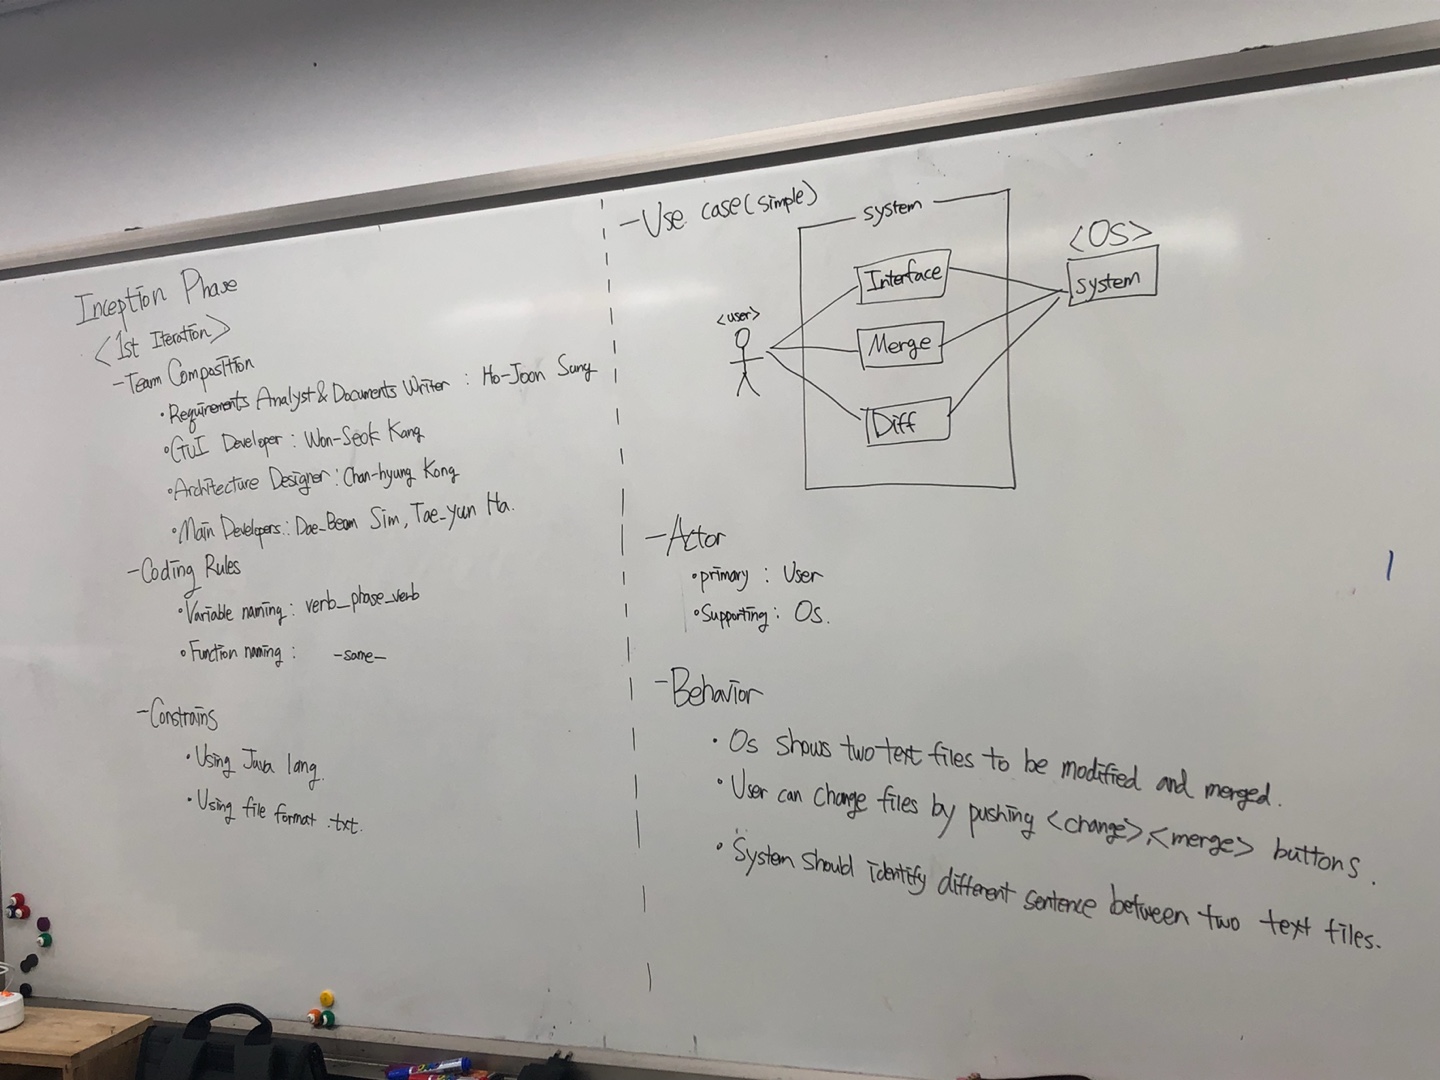 Inception Phase
<1st Iteration>
-Team Composition
•Requirements Analyst & Documents Writer : Ho-Joon Sung
•GUI Developer : Won-Seok Kang
•Architecture Designer : Chan-hyung Kong
•Main Developers : Dae_Beom Sim, Tae_Yun Ha.
-Coding Rules
•Variable naming : verb_phase_verb
•Function naming : -same-
-Constrains
•Using Java lang.
•Using file format .txt.
-Use case(simple)
system
<OS>
system
Interface
<user>
Merge
Diff
-Actor
•primary : User
•Supporting : Os.
-Behavior
• Os shows two text files to be modified and merged.
• User can change files by pushing <change>,<merge> buttons.
• System should identify different sentence between two text files.